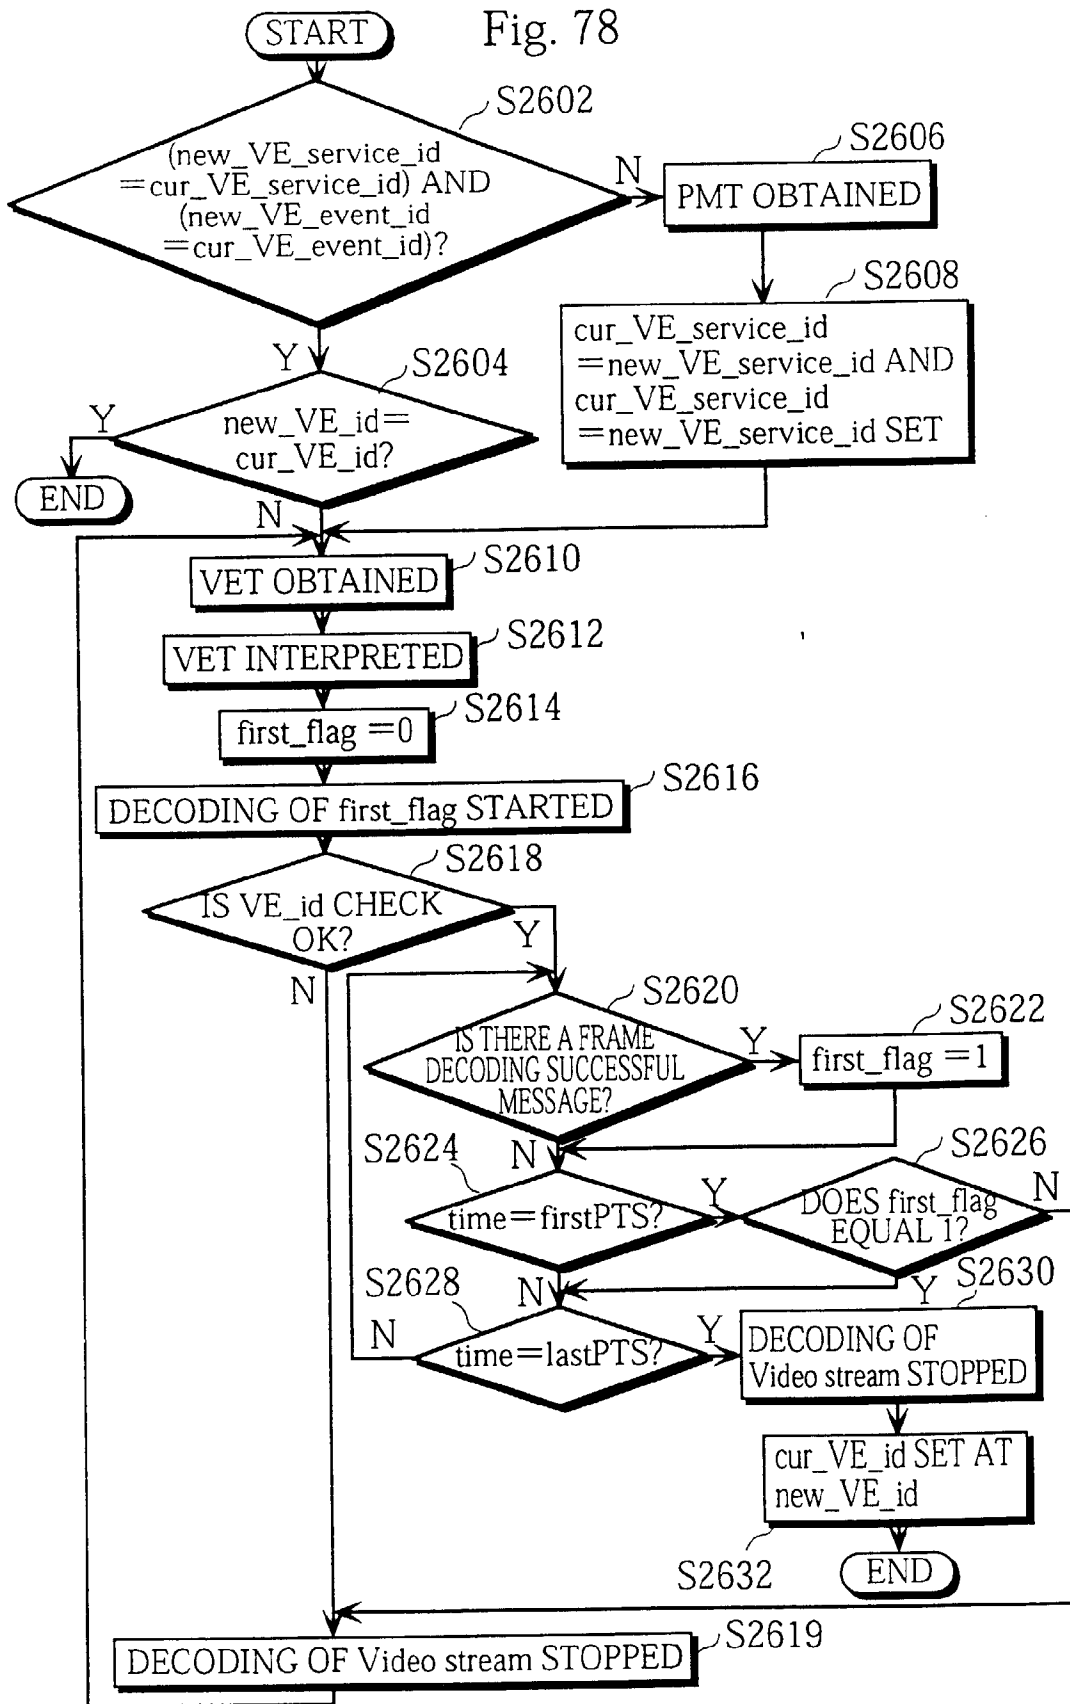 Fig. 78
START
S2602
(new_VE_service_id
=cur_VE_service_id) AND
(new_VE_event_id
=cur_VE_event_id)?
N
S2606
PMT OBTAINED
S2608
cur_VE_service_id
=new_VE_service_id AND
cur_VE_service_id
=new_VE_service_id SET
Y
S2604
new_VE_id=
cur_VE_id?
Y
END
N
S2610
VET OBTAINED
S2612
VET INTERPRETED
S2614
first_flag =0
S2616
DECODING OF first_flag STARTED
S2618
IS VE_id CHECK
OK?
Y
N
S2620
IS THERE A FRAME
DECODING SUCCESSFUL
MESSAGE?
Y
S2622
first_flag =1
N
S2624
time=firstPTS?
Y
S2626
DOES first_flag
EQUAL 1?
N
Y
N
S2628
time=lastPTS?
N
Y
S2630
DECODING OF
Video stream STOPPED
cur_VE_id SET AT
new_VE_id
S2632
END
S2619
DECODING OF Video stream STOPPED